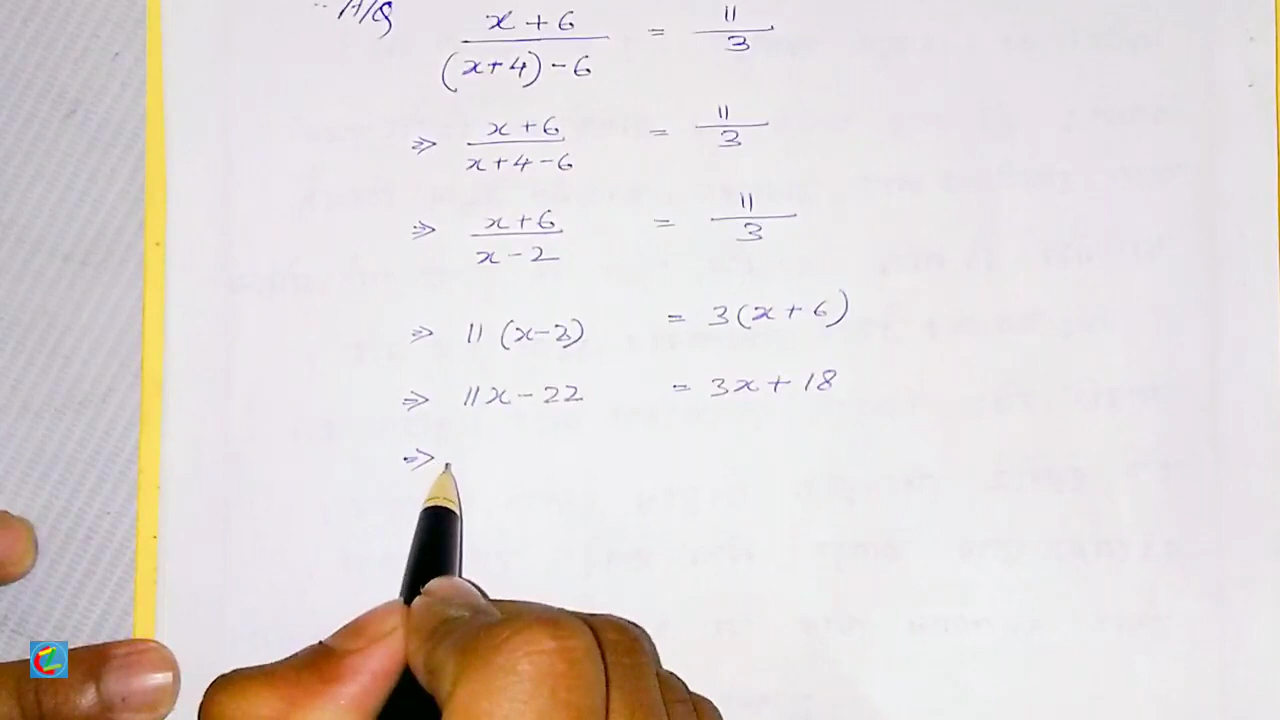 ∴ A/Q (x+6)/((x+4)-6) = 11/3
⇒ (x+6)/(x+4-6) = 11/3
⇒ (x+6)/(x-2) = 11/3
⇒ 11(x-2) = 3(x+6)
⇒ 11x-22 = 3x+18
⇒